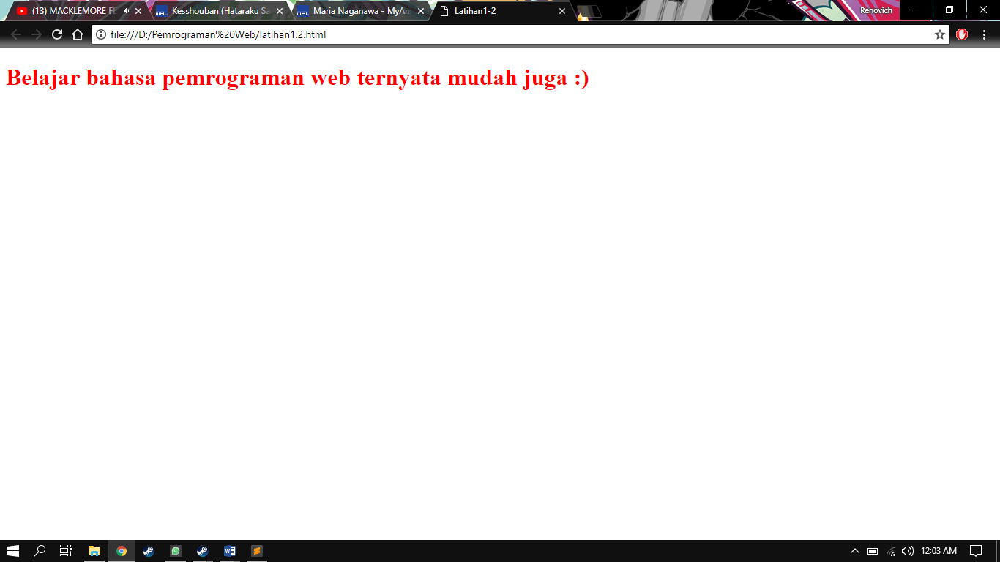 (13) MACKLEMORE FE
Kesshouban (Hataraku Sa
Maria Naganawa - MyAn
Latihan1-2
Renovich
file:///D:/Pemrograman%20Web/latihan1.2.html
Belajar bahasa pemrograman web ternyata mudah juga :)
12:03 AM